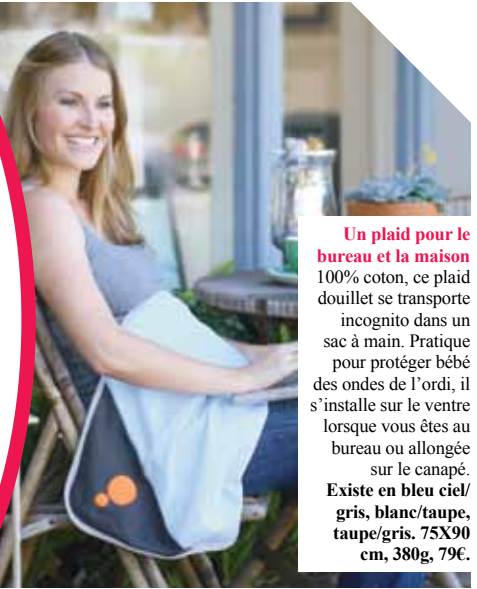 Un plaid pour le
bureau et la maison
100% coton, ce plaid
douillet se transporte
incognito dans un
sac à main. Pratique
pour protéger bébé
des ondes de l’ordi, il
s’installe sur le ventre
lorsque vous êtes au
bureau ou allongée
sur le canapé.
Existe en bleu ciel/
gris, blanc/taupe,
taupe/gris. 75X90
cm, 380g, 79€.